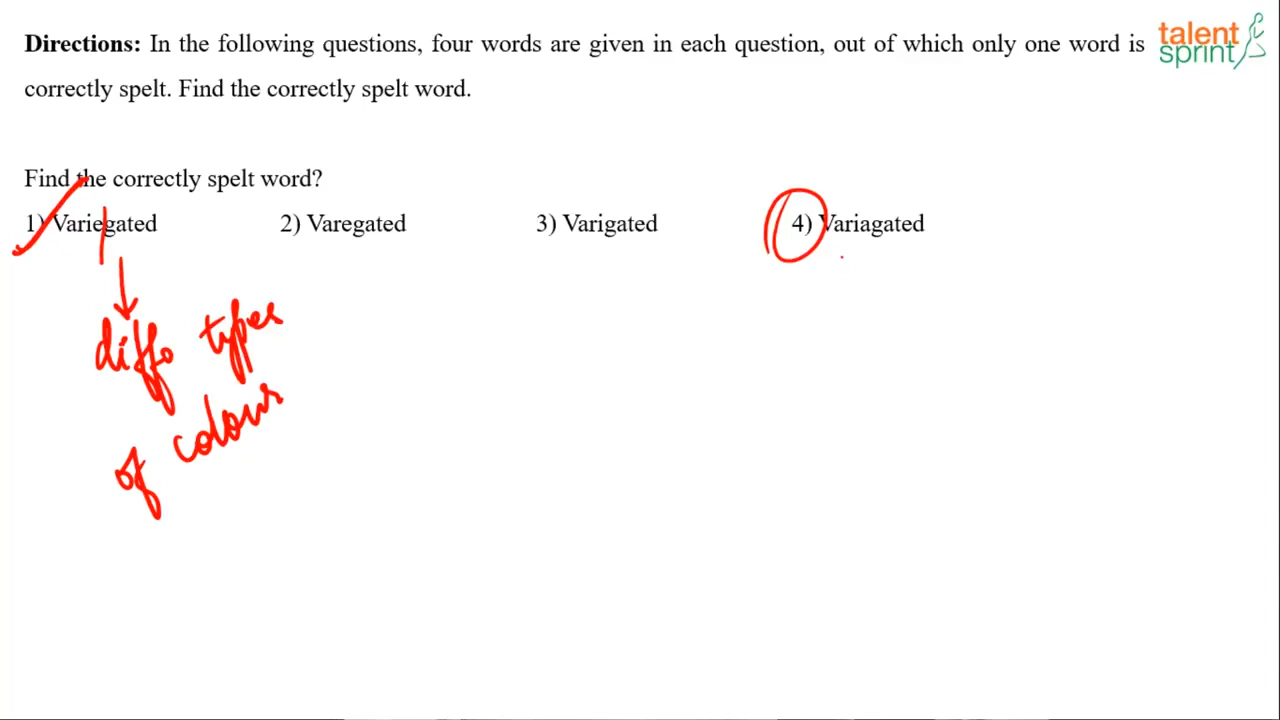 Directions: In the following questions, four words are given in each question, out of which only one word is
talent
sprint
correctly spelt. Find the correctly spelt word.
Find the correctly spelt word?
1) Variegated 2) Varegated 3) Varigated 4) Variagated
diffo types
of colours